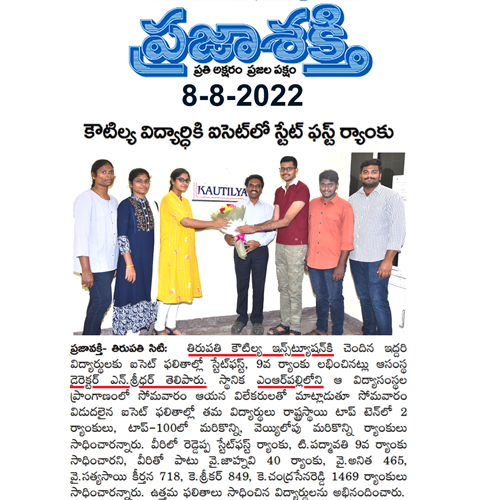 ప్రజాశక్తి
ప్రతి అక్షరం ప్రజల పక్షం
8-8-2022
కౌటిల్య విద్యార్థికి ఐసెట్‌లో స్టేట్ ఫస్ట్ ర్యాంకు
KAUTILYA
ప్రజాశక్తి- తిరుపతి సిటి: తిరుపతి కౌటిల్య ఇన్స్‌ట్యూషన్‌కి చెందిన ఇద్దరి
విద్యార్థులకు ఐసెట్ ఫలితాల్లో స్టేట్‌ఫస్ట్, 9వ ర్యాంకు లభించినట్లు ఆసంస్థ
డైరెక్టర్ ఎన్.శ్రీధర్ తెలిపారు. స్థానిక ఎంఆర్‌పల్లిలోని ఆ విద్యాసంస్థల
ప్రాంగణంలో సోమవారం ఆయన విలేకరులతో మాట్లాడుతూ సోమవారం
విడుదలైన ఐసెట్ ఫలితాల్లో తమ విద్యార్థులు రాష్ట్రస్థాయి టాప్ టెన్‌లో 2
ర్యాంకులు, టాప్-100లో మరికొన్ని, వెయ్యిలోపు మరికొన్ని ర్యాంకులు
సాధించారన్నారు. వీరిలో రెడ్డెప్ప స్టేట్‌ఫస్ట్ ర్యాంకు, టి.పద్మావతి 9వ ర్యాంకు
సాధించారని, వీరితో పాటు వై.జాహ్నవి 40 ర్యాంకు, వై.అనిత 465,
వై.సత్యసాయి కీర్తన 718, కె.శ్రీకర్ 849, కె.చంద్రసేనరెడ్డి 1469 ర్యాంకులు
సాధించారన్నారు. ఉత్తమ ఫలితాలు సాధించిన విద్యార్థులను అభినందించారు.